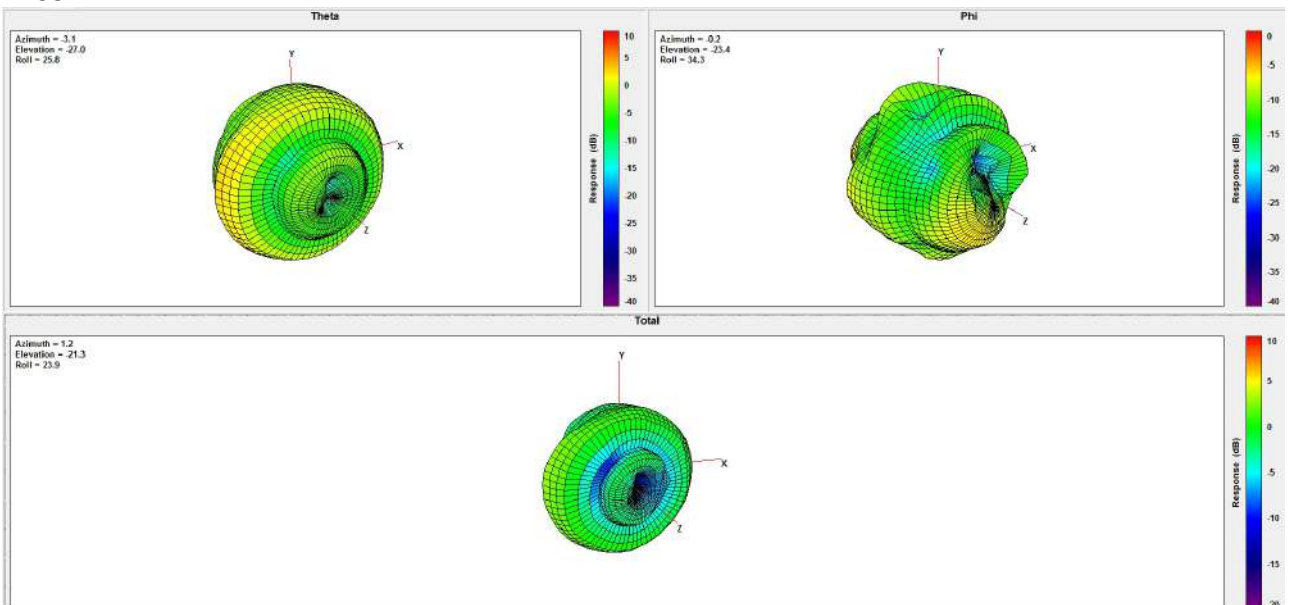 Theta
Azimuth = -3.1
Elevation = -27.0
Roll = 25.8
Y
X
Z
10
5
0
-5
-10
-15
-20
-25
-30
-35
-40
Response (dB)
Phi
Azimuth = -0.2
Elevation = -23.4
Roll = 34.3
Y
X
Z
0
-5
-10
-15
-20
-25
-30
-35
-40
Response (dB)
Total
Azimuth = 1.2
Elevation = -21.3
Roll = 23.9
Y
X
Z
10
5
0
-5
-10
-15
-20
Response (dB)